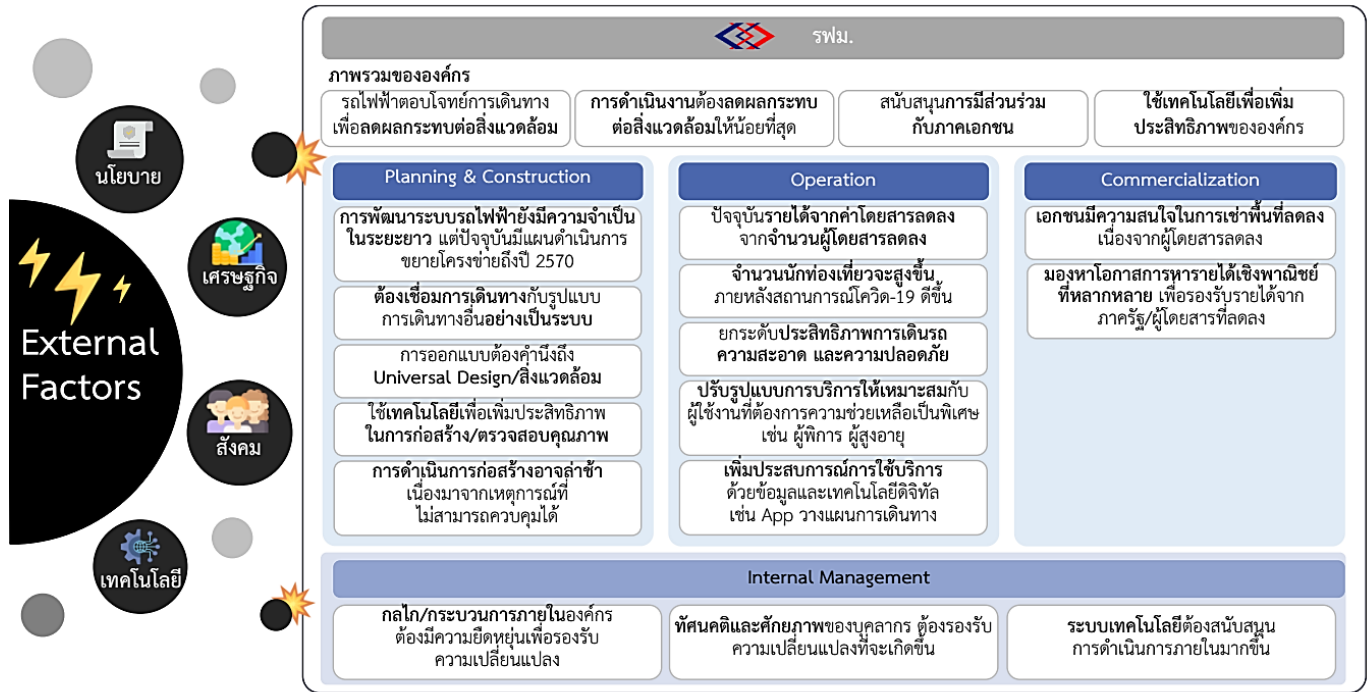 รฟม.
ภาพรวมขององค์กร
รถไฟฟ้าตอบโจทย์การเดินทาง
เพื่อลดผลกระทบต่อสิ่งแวดล้อม
การดำเนินงานต้องลดผลกระทบ
ต่อสิ่งแวดล้อมให้น้อยที่สุด
สนับสนุนการมีส่วนร่วม
กับภาคเอกชน
ใช้เทคโนโลยีเพื่อเพิ่ม
ประสิทธิภาพขององค์กร
External
Factors
นโยบาย
เศรษฐกิจ
สังคม
เทคโนโลยี
Planning & Construction
การพัฒนาระบบรถไฟฟ้ายังมีความจำเป็น
ในระยะยาว แต่ปัจจุบันมีแผนดำเนินการ
ขยายโครงข่ายถึงปี 2570
ต้องเชื่อมการเดินทางกับรูปแบบ
การเดินทางอื่นอย่างเป็นระบบ
การออกแบบต้องคำนึงถึง
Universal Design/สิ่งแวดล้อม
ใช้เทคโนโลยีเพื่อเพิ่มประสิทธิภาพ
ในการก่อสร้าง/ตรวจสอบคุณภาพ
การดำเนินการก่อสร้างอาจล่าช้า
เนื่องมาจากเหตุการณ์ที่
ไม่สามารถควบคุมได้
Operation
ปัจจุบันรายได้จากค่าโดยสารลดลง
จากจำนวนผู้โดยสารลดลง
จำนวนนักท่องเที่ยวจะสูงขึ้น
ภายหลังสถานการณ์โควิด-19 ดีขึ้น
ยกระดับประสิทธิภาพการเดินรถ
ความสะอาด และความปลอดภัย
ปรับรูปแบบการบริการให้เหมาะสมกับ
ผู้ใช้งานที่ต้องการความช่วยเหลือเป็นพิเศษ
เช่น ผู้พิการ ผู้สูงอายุ
เพิ่มประสบการณ์การใช้บริการ
ด้วยข้อมูลและเทคโนโลยีดิจิทัล
เช่น App วางแผนการเดินทาง
Commercialization
เอกชนมีความสนใจในการเช่าพื้นที่ลดลง
เนื่องจากผู้โดยสารลดลง
มองหาโอกาสการหารายได้เชิงพาณิชย์
ที่หลากหลาย เพื่อรองรับรายได้จาก
ภาครัฐ/ผู้โดยสารที่ลดลง
Internal Management
กลไก/กระบวนการภายในองค์กร
ต้องมีความยืดหยุ่นเพื่อรองรับ
ความเปลี่ยนแปลง
ทัศนคติและศักยภาพของบุคลากร ต้องรองรับ
ความเปลี่ยนแปลงที่จะเกิดขึ้น
ระบบเทคโนโลยีต้องสนับสนุน
การดำเนินการภายในมากขึ้น